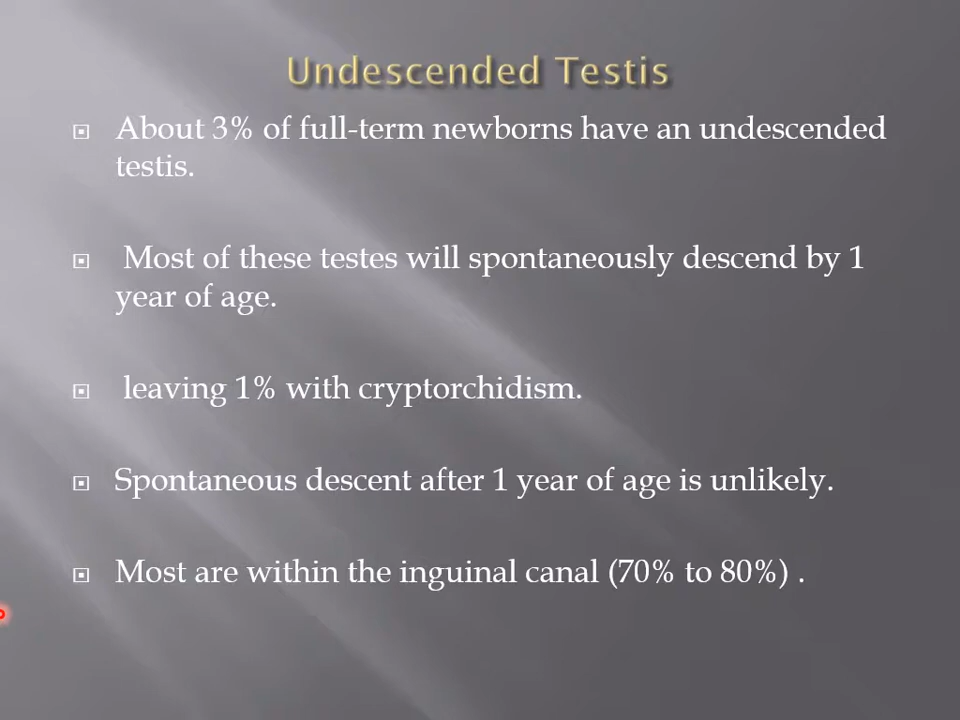 Undescended Testis
About 3% of full-term newborns have an undescended
testis.
Most of these testes will spontaneously descend by 1
year of age.
leaving 1% with cryptorchidism.
Spontaneous descent after 1 year of age is unlikely.
Most are within the inguinal canal (70% to 80%) .